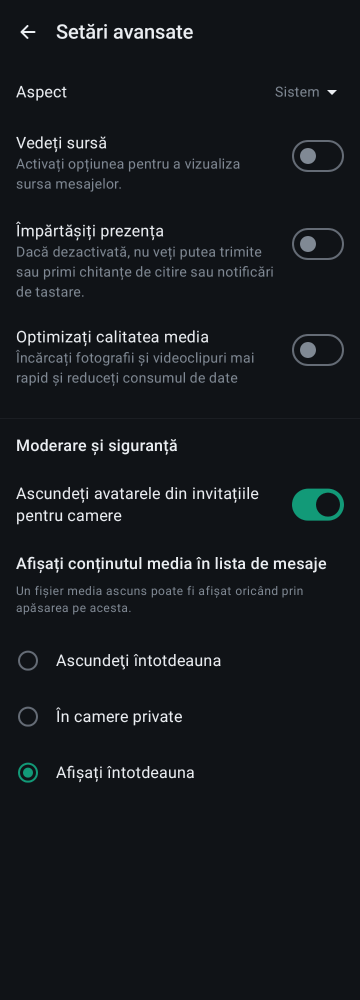 Setări avansate
Aspect
Sistem
Vedeți sursă
Activați opțiunea pentru a vizualiza
sursa mesajelor.
Împărtășiți prezența
Dacă dezactivată, nu veți putea trimite
sau primi chitanțe de citire sau notificări
de tastare.
Optimizați calitatea media
Încărcați fotografii și videoclipuri mai
rapid și reduceți consumul de date
Moderare și siguranță
Ascundeți avatarele din invitațiile
pentru camere
Afișați conținutul media în lista de mesaje
Un fișier media ascuns poate fi afișat oricând prin
apăsarea pe acesta.
Ascundeţi întotdeauna
În camere private
Afișați întotdeauna